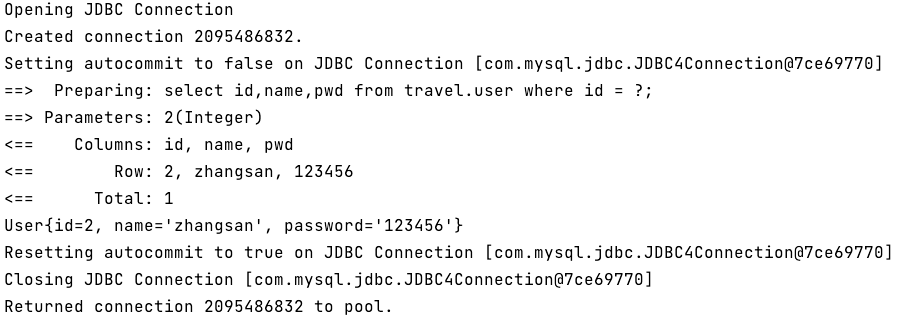 Opening JDBC Connection
Created connection 2095486832.
Setting autocommit to false on JDBC Connection [com.mysql.jdbc.JDBC4Connection@7ce69770]
==>  Preparing: select id,name,pwd from travel.user where id = ?;
==> Parameters: 2(Integer)
<==    Columns: id, name, pwd
<==        Row: 2, zhangsan, 123456
<==      Total: 1
User{id=2, name='zhangsan', password='123456'}
Resetting autocommit to true on JDBC Connection [com.mysql.jdbc.JDBC4Connection@7ce69770]
Closing JDBC Connection [com.mysql.jdbc.JDBC4Connection@7ce69770]
Returned connection 2095486832 to pool.